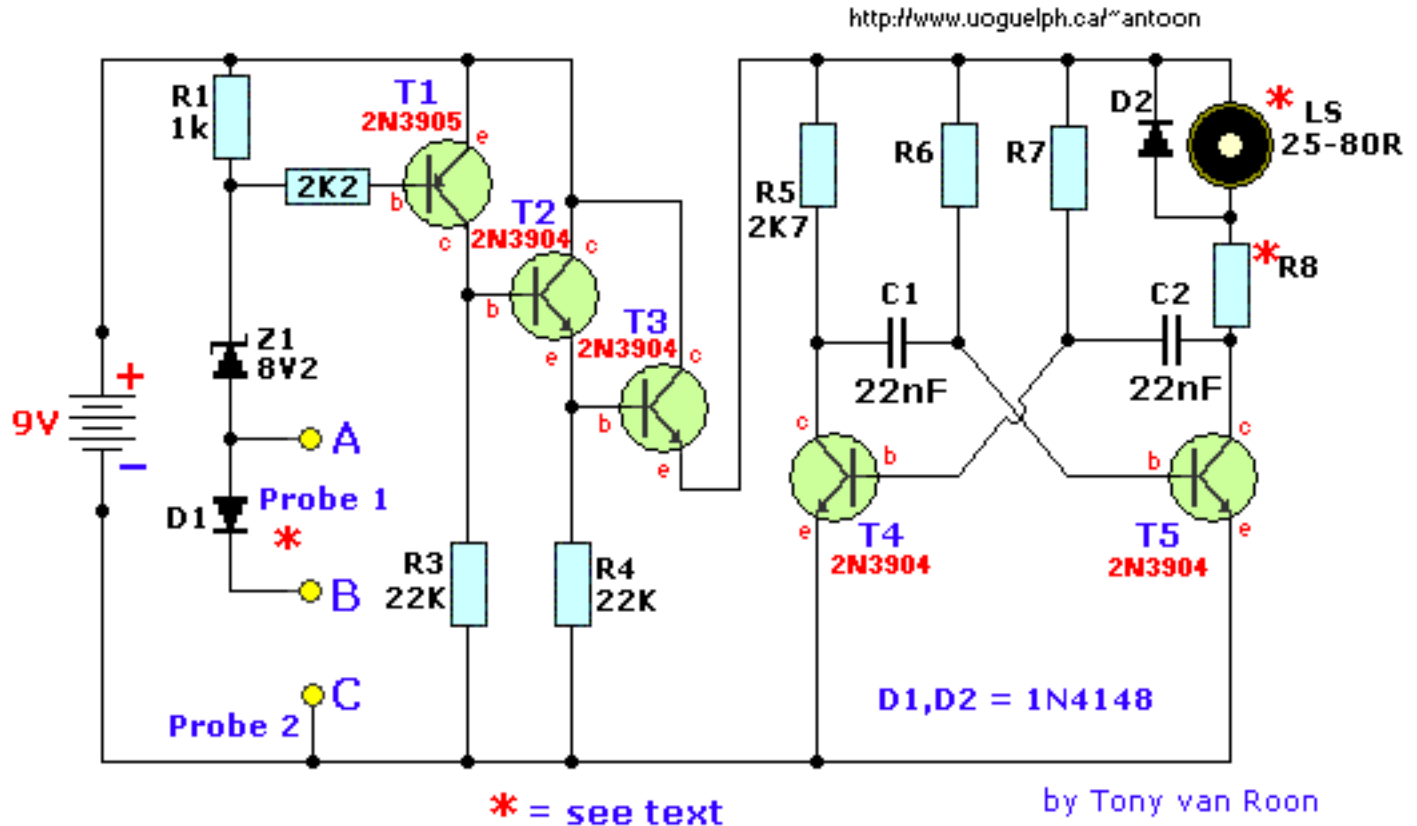 http://www.uoguelph.ca/~antoon
R1
1k
T1
2N3905
e
b
c
2K2
T2
2N3904
c
b
e
T3
2N3904
c
b
e
Z1
8V2
+
9V
−
A
Probe 1
D1
*
B
C
Probe 2
R3
22K
R4
22K
R5
2K7
R6
R7
D2
* LS
25-80R
*R8
C1
22nF
C2
22nF
c
b
e
T4
2N3904
c
b
e
T5
2N3904
D1,D2 = 1N4148
* = see text
by Tony van Roon